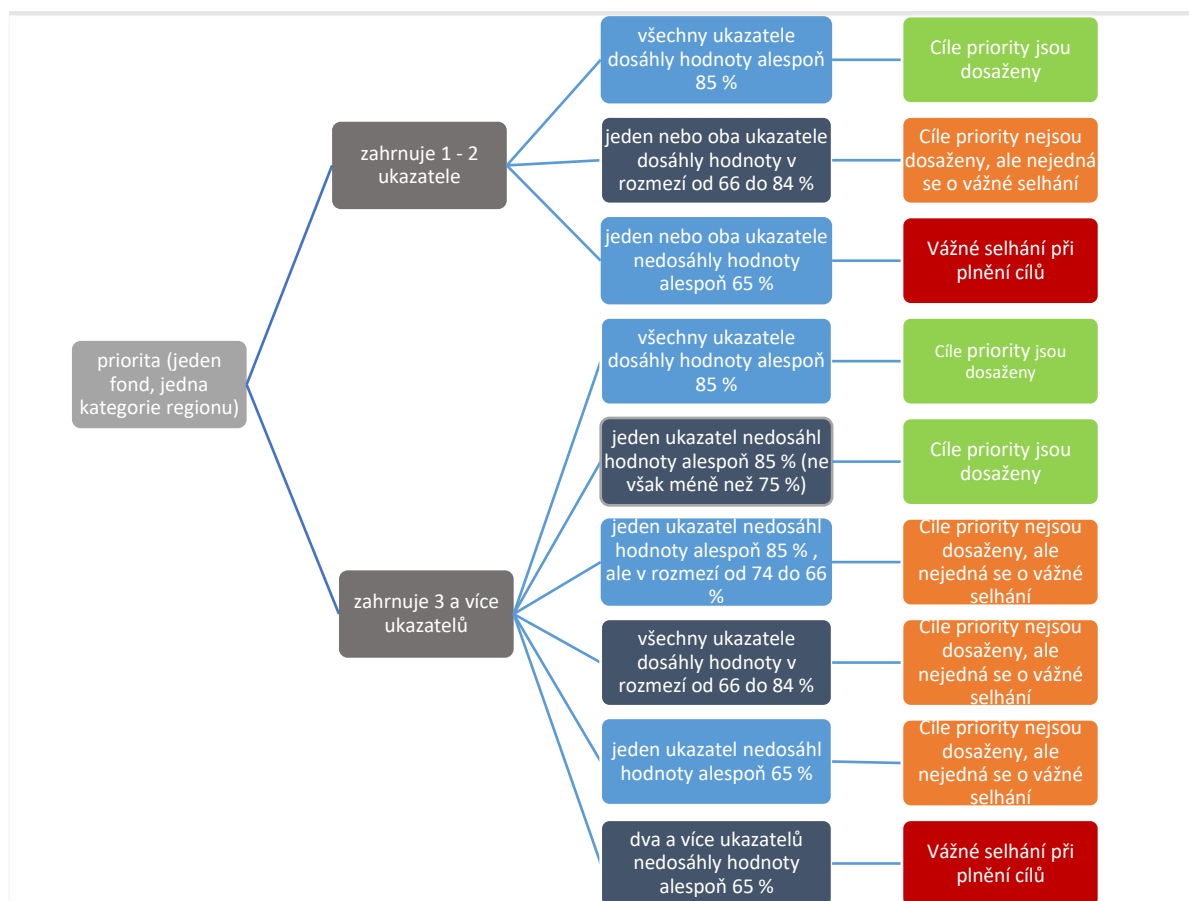 všechny ukazatele
dosáhly hodnoty alespoň
85 %
Cíle priority jsou
dosaženy
zahrnuje 1 - 2
ukazatele
jeden nebo oba ukazatele
dosáhly hodnoty v
rozmezí od 66 do 84 %
Cíle priority nejsou
dosaženy, ale nejedná
se o vážné selhání
jeden nebo oba ukazatele
nedosáhly hodnoty
alespoň 65 %
Vážné selhání při
plnění cílů
priorita (jeden
fond, jedna
kategorie regionu)
všechny ukazatele
dosáhly hodnoty alespoň
85 %
Cíle priority jsou
dosaženy
jeden ukazatel nedosáhl
hodnoty alespoň 85 % (ne
však méně než 75 %)
Cíle priority jsou
dosaženy
zahrnuje 3 a více
ukazatelů
jeden ukazatel nedosáhl
hodnoty alespoň 85 % ,
ale v rozmezí od 74 do 66
%
Cíle priority nejsou
dosaženy, ale
nejedná se o vážné
selhání
všechny ukazatele
dosáhly hodnoty v
rozmezí od 66 do 84 %
Cíle priority nejsou
dosaženy, ale
nejedná se o vážné
selhání
jeden ukazatel nedosáhl
hodnoty alespoň 65 %
Cíle priority nejsou
dosaženy, ale
nejedná se o vážné
selhání
dva a více ukazatelů
nedosáhly hodnoty
alespoň 65 %
Vážné selhání při
plnění cílů